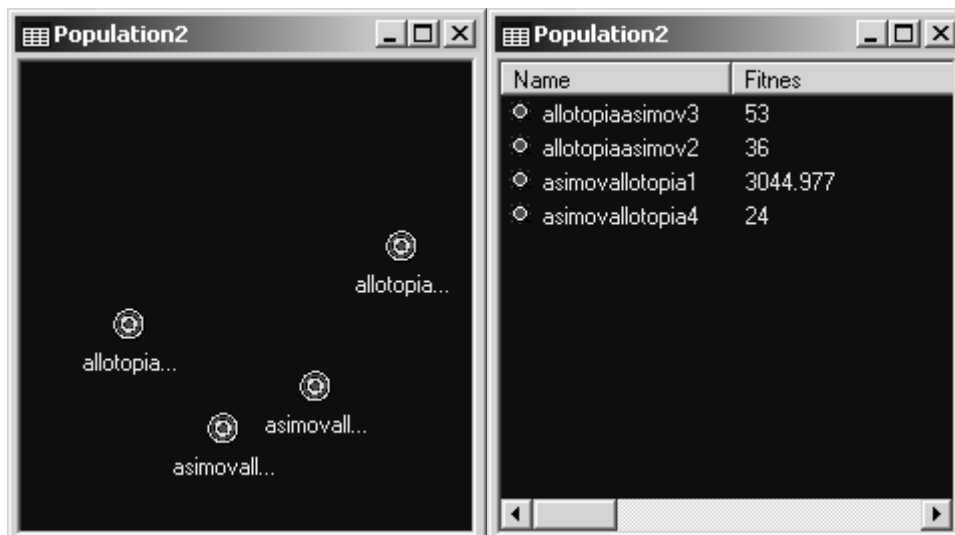 Population2
allotopia...
allotopia...
asimovall...
asimovall...
Population2
Name Fitnes
allotopiaasimov3 53
allotopiaasimov2 36
asimovallotopia1 3044.977
asimovallotopia4 24